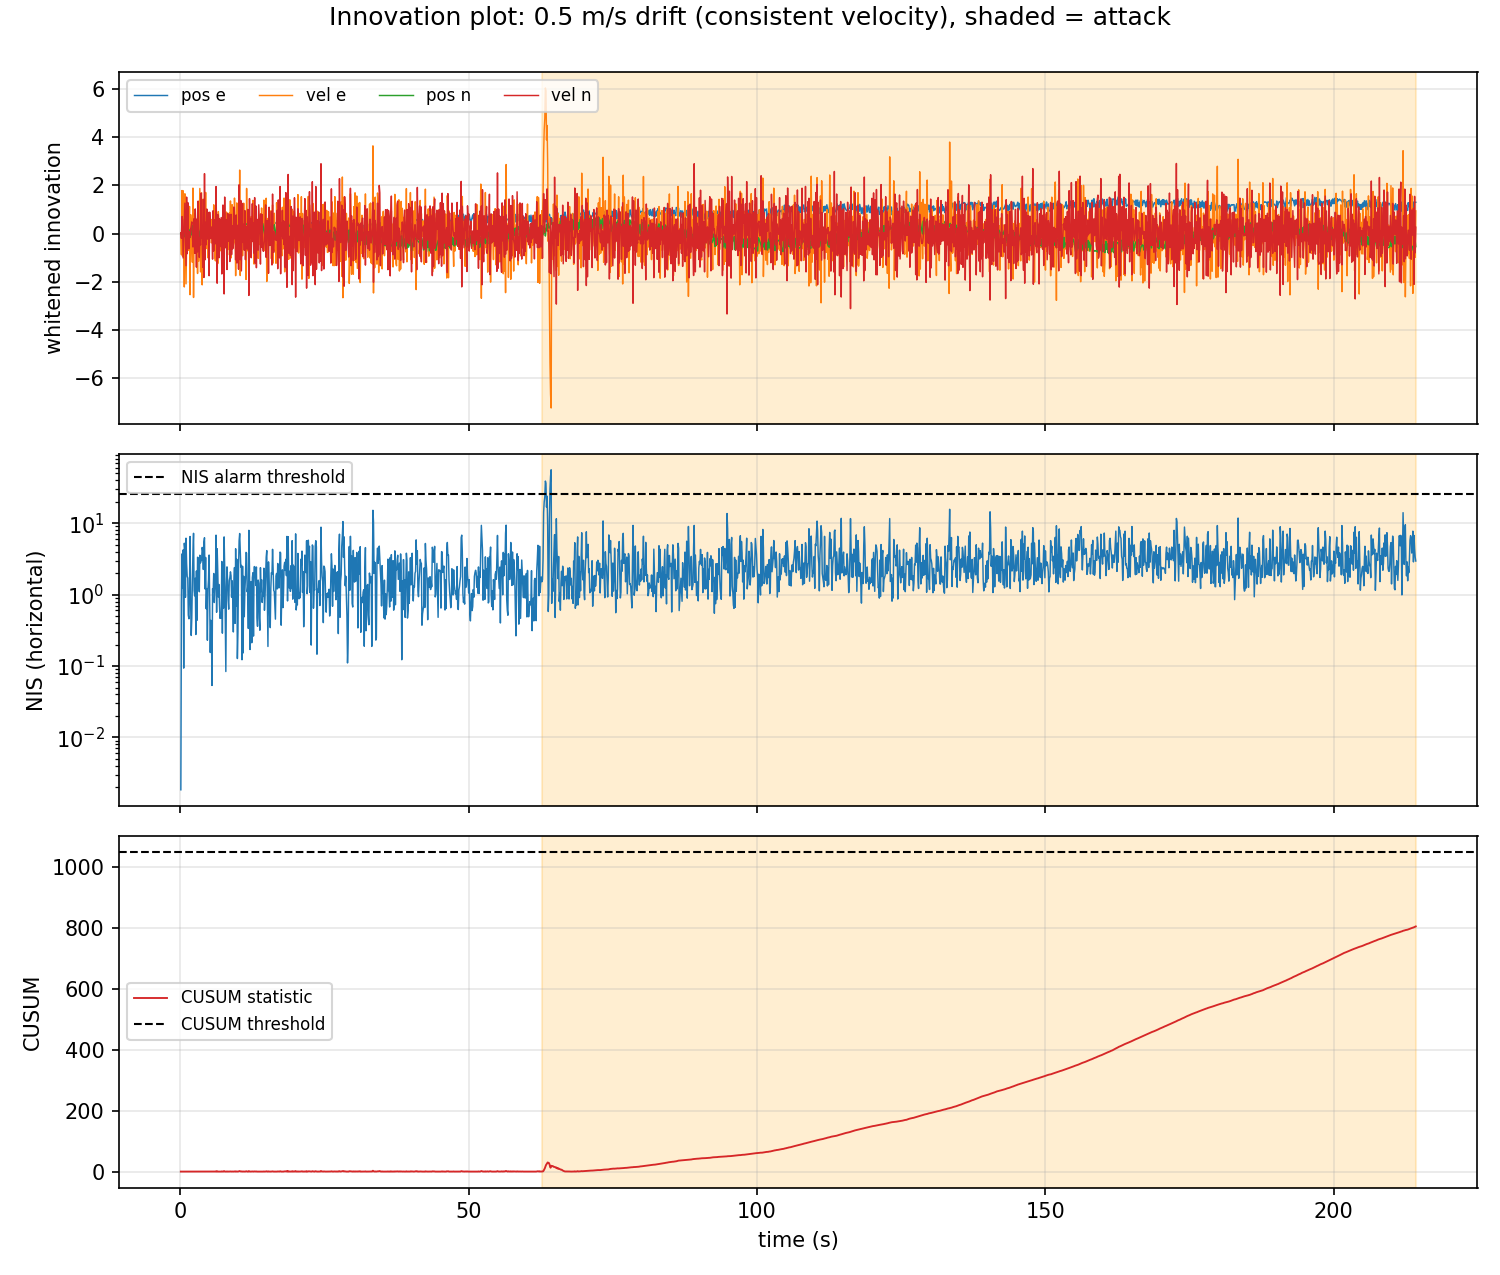 Innovation plot: 0.5 m/s drift (consistent velocity), shaded = attack
pos e vel e pos n vel n
6
4
2
0
−2
−4
−6
whitened innovation
NIS alarm threshold
10¹
10⁰
10⁻¹
10⁻²
NIS (horizontal)
1000
800
600
400
200
0
CUSUM
CUSUM statistic
CUSUM threshold
0 50 100 150 200
time (s)